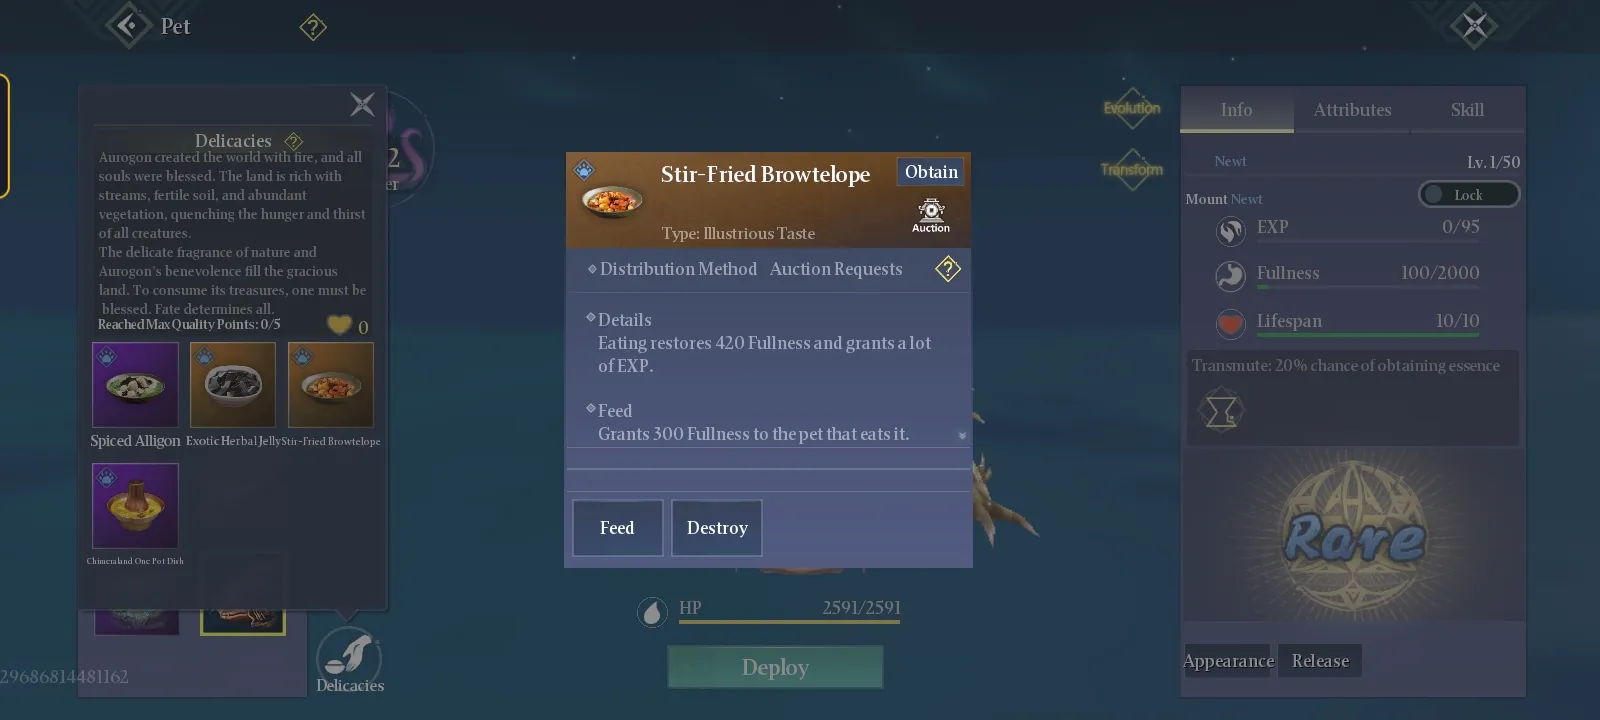 Pet
?
Delicacies ?
Aurogon created the world with fire, and all
souls were blessed. The land is rich with
streams, fertile soil, and abundant
vegetation, quenching the hunger and thirst
of all creatures.
The delicate fragrance of nature and
Aurogon's benevolence fill the gracious
land. To consume its treasures, one must be
blessed. Fate determines all.
Reached Max Quality Points: 0/5
0
Spiced Alligon
Exotic Herbal Jelly
Stir-Fried Browtelope
Chimeraland One Pot Dish
29686814481162
Delicacies
2
er
Stir-Fried Browtelope
Obtain
Type: Illustrious Taste
Auction
Distribution Method Auction Requests ?
Details
Eating restores 420 Fullness and grants a lot
of EXP.
Feed
Grants 300 Fullness to the pet that eats it.
Feed
Destroy
HP 2591/2591
Deploy
Evolution
Transform
Info Attributes Skill
Newt Lv. 1/50
Mount Newt Lock
EXP 0/95
Fullness 100/2000
Lifespan 10/10
Transmute: 20% chance of obtaining essence
Rare
Appearance Release